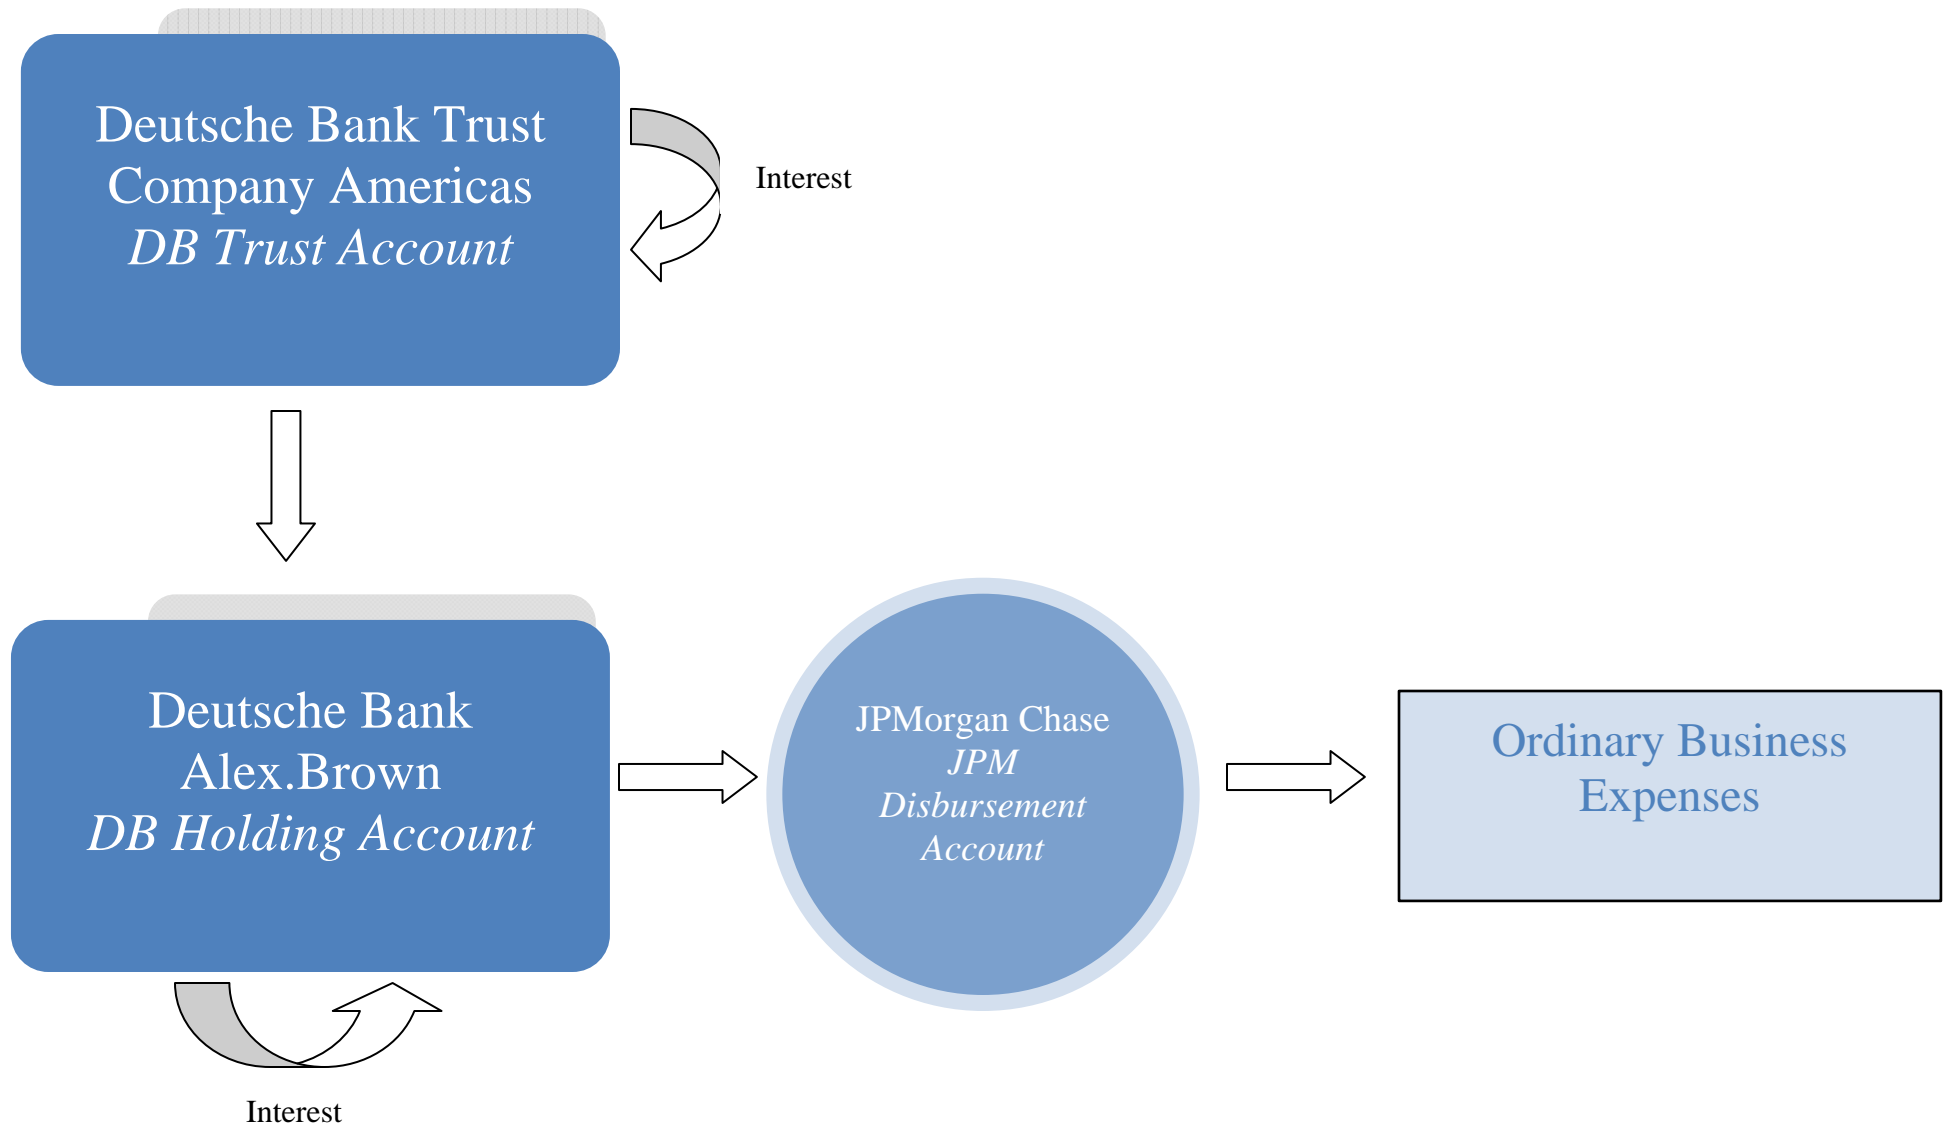 Deutsche Bank Trust
Company Americas
DB Trust Account
Interest
Deutsche Bank
Alex.Brown
DB Holding Account
JPMorgan Chase
JPM
Disbursement
Account
Ordinary Business
Expenses
Interest